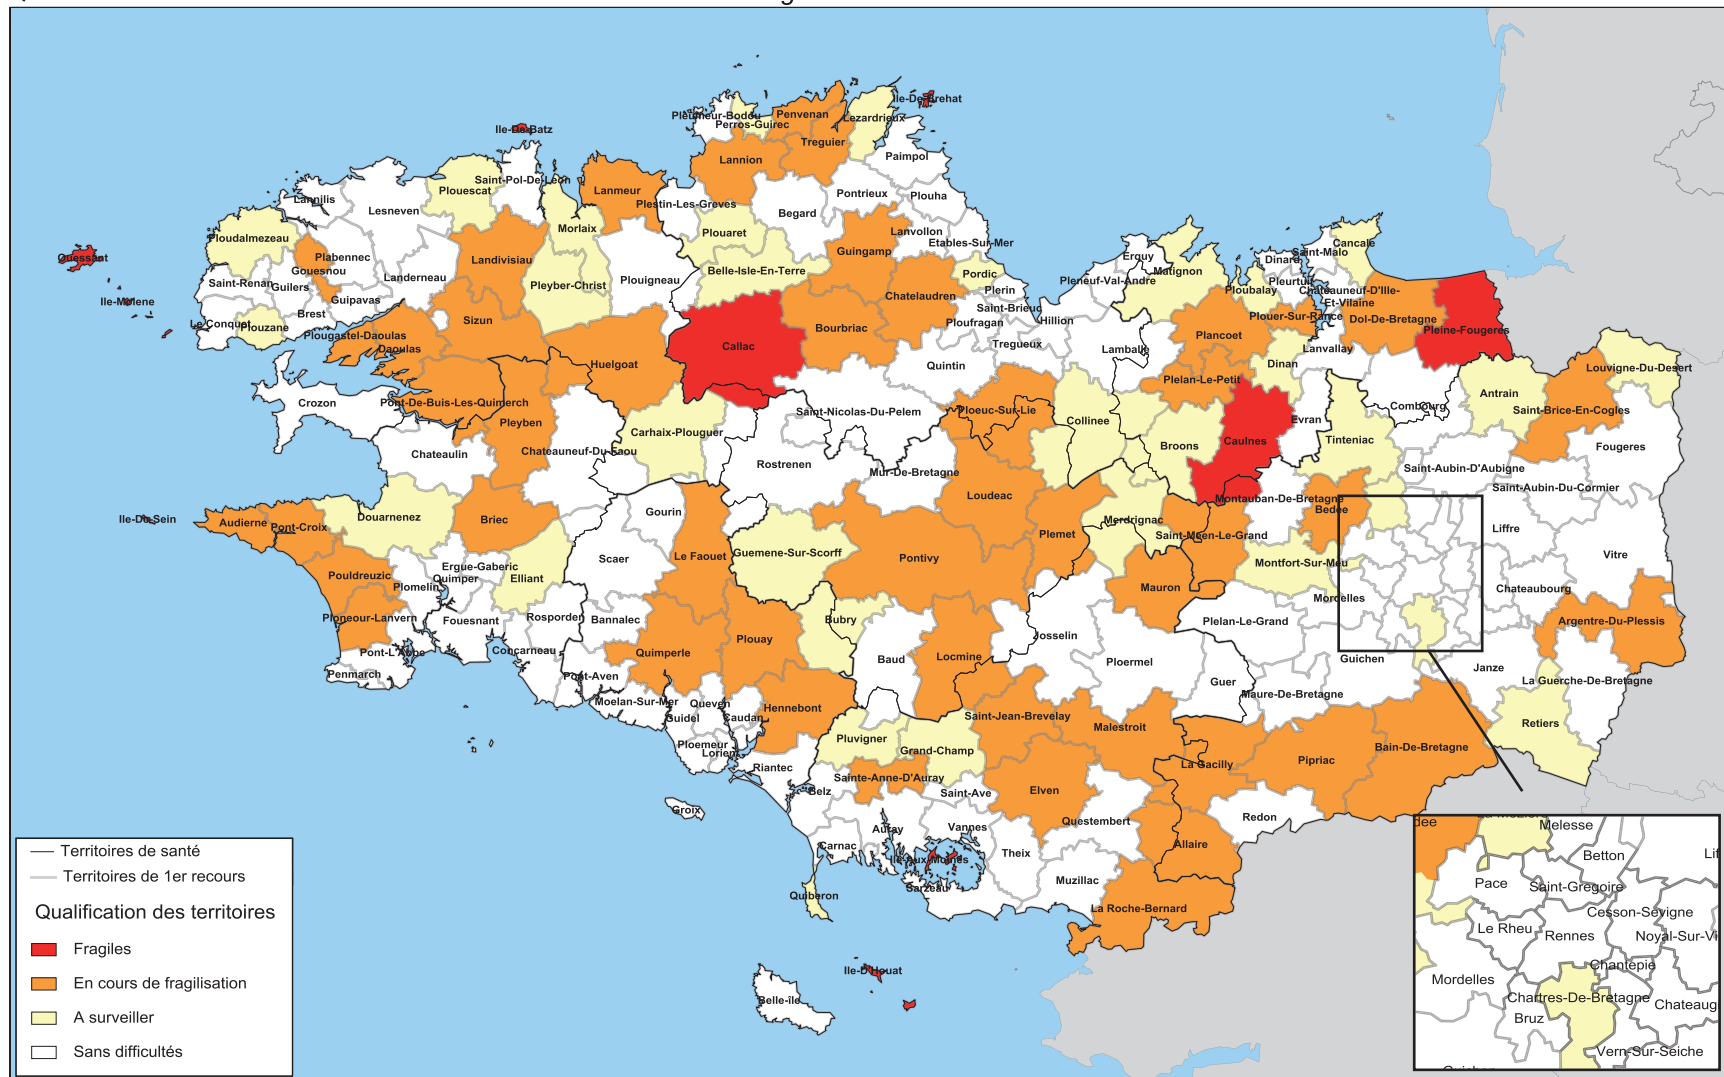 Ile-De-Brehat
Pleumeur-Bodou
Perros-Guirec
Penvenan
Lezardrieux
Ile-De-Batz
Treguier
Lannion
Paimpol
Saint-Pol-De-Leon
Plouescat
Lanmeur
Lannilis
Plestin-Les-Greves
Pontrieux
Plouha
Lesneven
Begard
Morlaix
Plouaret
Lanvollon
Etables-Sur-Mer
Ploudalmezeau
Guingamp
Erquy
Saint-Malo
Cancale
Ouessant
Plabennec
Landivisiau
Gouesnou
Belle-Isle-En-Terre
Dinard
Landerneau
Plouigneau
Pordic
Matignon
Saint-Renan
Guilers
Pleyber-Christ
Pleneuf-Val-Andre
Pleurtuit
Plerin
Ploubalay
Chateauneuf-D'Ille-
Et-Vilaine
Ile-Molene
Guipavas
Chatelaudren
Brest
Saint-Brieuc
Plouer-Sur-Rance
Dol-De-Bretagne
Le Conquet
Plouzane
Sizun
Bourbriac
Ploufragan
Hillion
Pleine-Fougeres
Plougastel-Daoulas
Daoulas
Callac
Tregueux
Lamballe
Plancoet
Lanvallay
Huelgoat
Quintin
Dinan
Louvigne-Du-Desert
Plelan-Le-Petit
Crozon
Pont-De-Buis-Les-Quimerch
Saint-Nicolas-Du-Pelem
Ploeuc-Sur-Lie
Antrain
Combourg
Saint-Brice-En-Cogles
Pleyben
Collinee
Evran
Carhaix-Plouguer
Caulnes
Tinteniac
Broons
Fougeres
Chateaulin
Chateauneuf-Du-Faou
Rostrenen
Mur-De-Bretagne
Saint-Aubin-D'Aubigne
Saint-Aubin-Du-Cormier
Loudeac
Montauban-De-Bretagne
Bedee
Ile-De-Sein
Audierne
Pont-Croix
Douarnenez
Briec
Gourin
Merdrignac
Plemet
Saint-Meen-Le-Grand
Liffre
Scaer
Le Faouet
Guemene-Sur-Scorff
Pontivy
Vitre
Montfort-Sur-Meu
Ergue-Gaberic
Quimper
Pouldreuzic
Plomelin
Elliant
Mauron
Chateaubourg
Mordelles
Ploneour-Lanvern
Fouesnant
Rosporden
Bannalec
Bubry
Plelan-Le-Grand
Argentre-Du-Plessis
Josselin
Plouay
Pont-L'Abbe
Concarneau
Quimperle
Baud
Locmine
Ploermel
Guichen
Janze
Penmarch
Pont-Aven
Guer
La Guerche-De-Bretagne
Maure-De-Bretagne
Moelan-Sur-Mer
Queven
Guidel
Caudan
Hennebont
Saint-Jean-Brevelay
Malestroit
Retiers
Pluvigner
Grand-Champ
Ploemeur
Lorient
Bain-De-Bretagne
La Gacilly
Pipriac
Riantec
Sainte-Anne-D'Auray
Belz
Saint-Ave
Elven
Groix
Questembert
Redon
Auray
Vannes
Carnac
Theix
Allaire
Ile-Aux-Moines
Sarzeau
Muzillac
Quiberon
La Roche-Bernard
Ile-D'Houat
Belle-ile
Territoires de santé
Territoires de 1er recours
Qualification des territoires
Fragiles
En cours de fragilisation
A surveiller
Sans difficultés
Melesse
Betton
Lif
Pace
Saint-Gregoire
Cesson-Sevigne
Le Rheu
Rennes
Noyal-Sur-Vi
Chantepie
Mordelles
Chartres-De-Bretagne
Chateaug
Bruz
Vern-Sur-Seiche